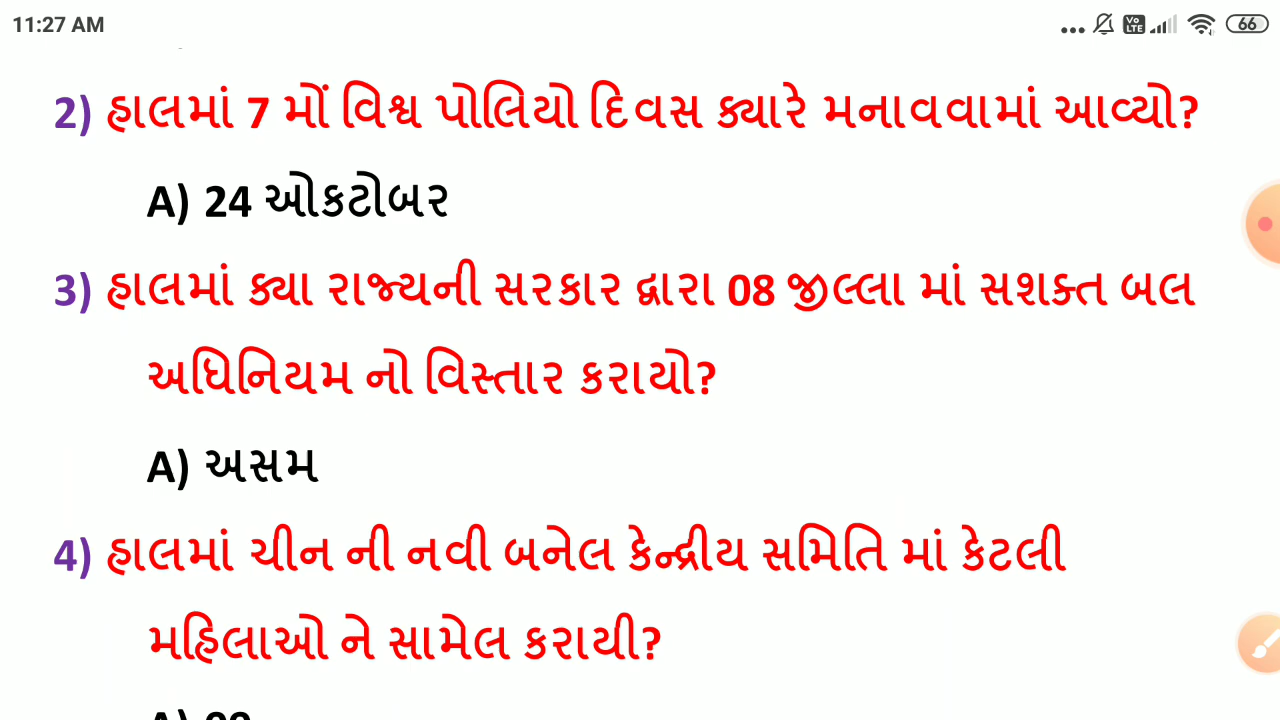 11:27 AM
66
2) હાલમાં 7 મોં વિશ્વ પોલિયો દિવસ ક્યારે મનાવવામાં આવ્યો?
A) 24 ઓકટોબર
3) હાલમાં ક્યા રાજ્યની સરકાર દ્વારા 08 જીલ્લા માં સશક્ત બલ
અધિનિયમ નો વિસ્તાર કરાયો?
A) અસમ
4) હાલમાં ચીન ની નવી બનેલ કેન્દ્રીય સમિતિ માં કેટલી
મહિલાઓ ને સામેલ કરાયી?
A)